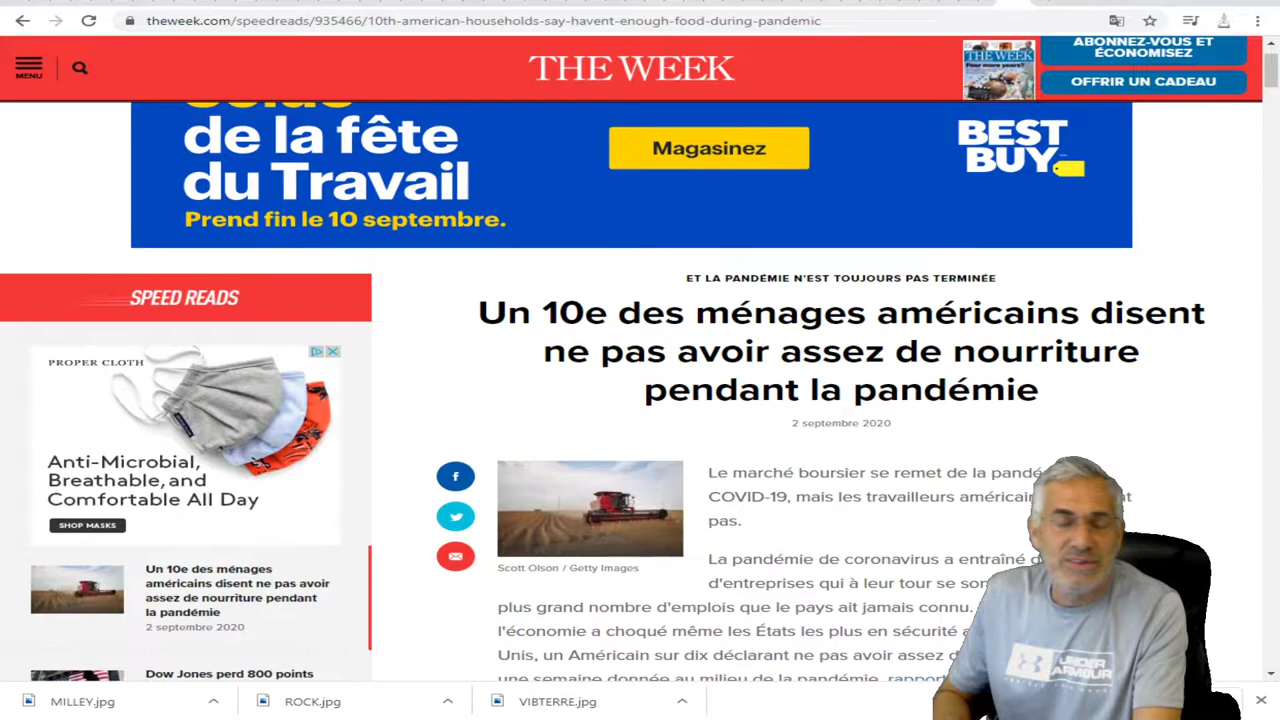 theweek.com/speedreads/935466/10th-american-households-say-havent-enough-food-during-pandemic
MENU
THE WEEK
THE WEEK
ABONNEZ-VOUS ET
ÉCONOMISEZ
OFFRIR UN CADEAU
de la fête
du Travail
Prend fin le 10 septembre.
Magasinez
BEST
BUY
SPEED READS
PROPER CLOTH
Anti-Microbial,
Breathable, and
Comfortable All Day
SHOP MASKS
Un 10e des ménages
américains disent ne pas avoir
assez de nourriture pendant
la pandémie
2 septembre 2020
Dow Jones perd 800 points
ET LA PANDÉMIE N'EST TOUJOURS PAS TERMINÉE
Un 10e des ménages américains disent
ne pas avoir assez de nourriture
pendant la pandémie
2 septembre 2020
Scott Olson / Getty Images
Le marché boursier se remet de la
COVID-19, mais les travailleurs
pas.
La pandémie de coronavirus a entraîné
d'entreprises qui à leur tour se
plus grand nombre d'emplois que le pays ait jamais connu.
l'économie a choqué même les États les plus en sécurité
Unis, un Américain sur dix déclarant ne pas avoir assez
une semaine donnée au milieu de la pandémie,
UNDER
ARMOUR
MILLEY.jpg
ROCK.jpg
VIBTERRE.jpg